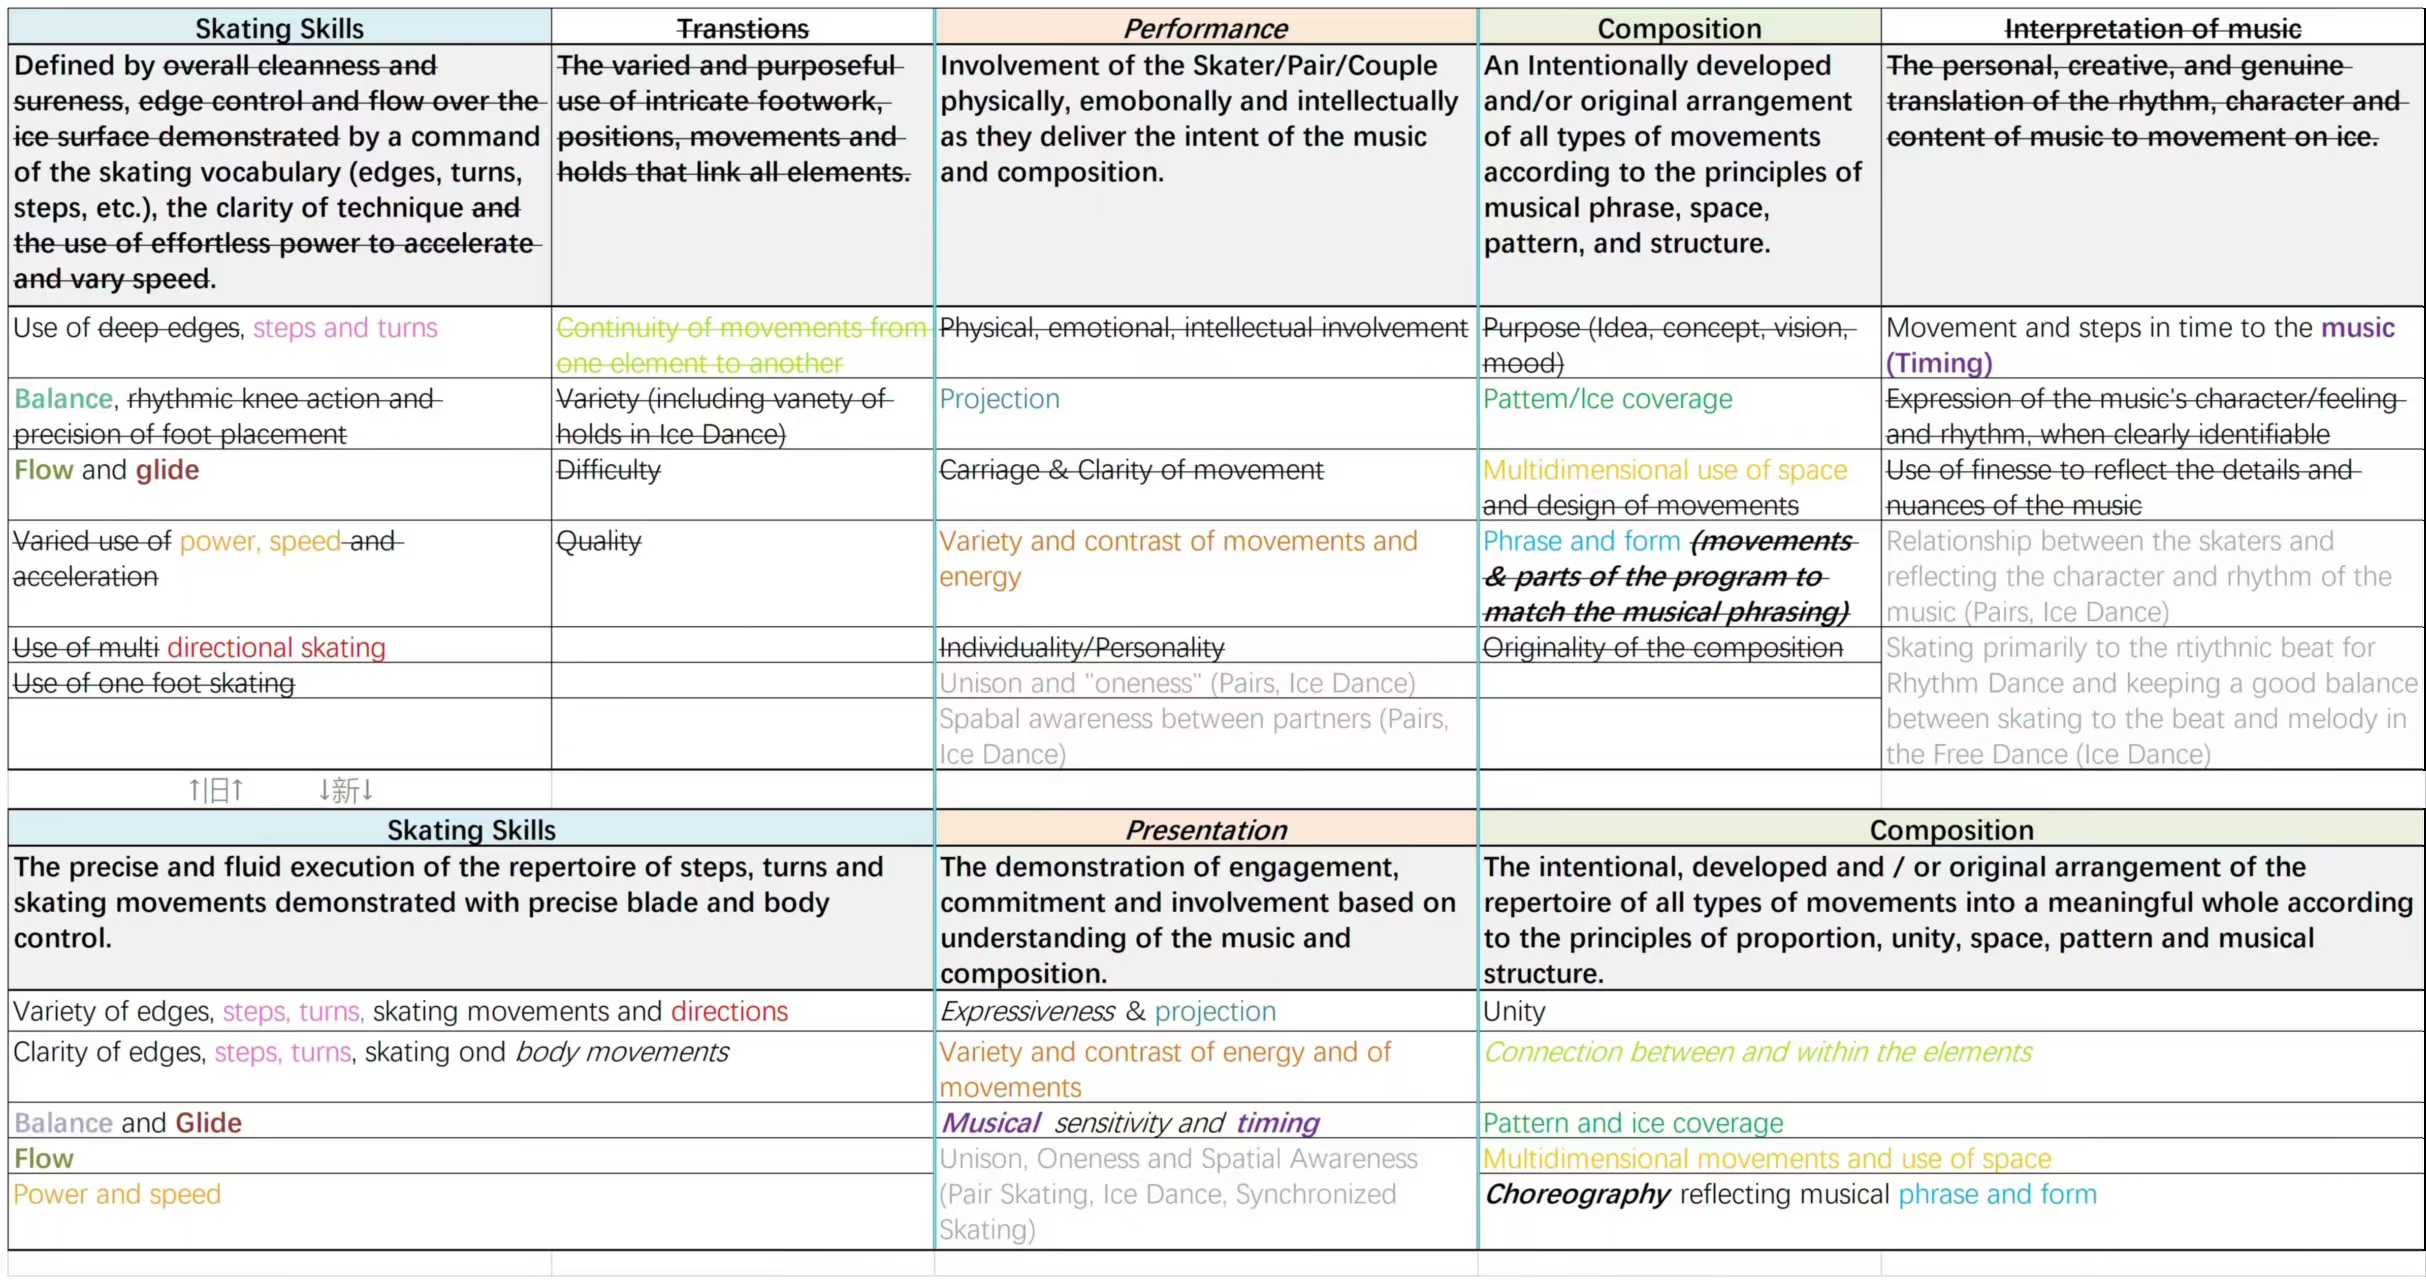 Skating Skills
Transtions
Performance
Composition
Interpretation of music
Defined by overall cleanness and
sureness, edge control and flow over the
ice surface demonstrated by a command
of the skating vocabulary (edges, turns,
steps, etc.), the clarity of technique and
the use of effortless power to accelerate
and vary speed.
The varied and purposeful
use of intricate footwork,
positions, movements and
holds that link all elements.
Involvement of the Skater/Pair/Couple
physically, emobonally and intellectually
as they deliver the intent of the music
and composition.
An Intentionally developed
and/or original arrangement
of all types of movements
according to the principles of
musical phrase, space,
pattern, and structure.
The personal, creative, and genuine
translation of the rhythm, character and
content of music to movement on ice.
Use of deep edges, steps and turns
Continuity of movements from
one element to another
Physical, emotional, intellectual involvement
Purpose (Idea, concept, vision,
mood)
Movement and steps in time to the music
(Timing)
Balance, rhythmic knee action and
precision of foot placement
Variety (including vanety of
holds in Ice Dance)
Projection
Pattem/Ice coverage
Expression of the music's character/feeling
and rhythm, when clearly identifiable
Flow and glide
Difficulty
Carriage & Clarity of movement
Multidimensional use of space
and design of movements
Use of finesse to reflect the details and
nuances of the music
Varied use of power, speed and
acceleration
Quality
Variety and contrast of movements and
energy
Phrase and form (movements
& parts of the program to
match the musical phrasing)
Relationship between the skaters and
reflecting the character and rhythm of the
music (Pairs, Ice Dance)
Use of multi directional skating
Individuality/Personality
Originality of the composition
Skating primarily to the rtiythnic beat for
Rhythm Dance and keeping a good balance
between skating to the beat and melody in
the Free Dance (Ice Dance)
Use of one foot skating
Unison and "oneness" (Pairs, Ice Dance)
Spabal awareness between partners (Pairs,
Ice Dance)
↑旧↑ ↓新↓
Skating Skills
Presentation
Composition
The precise and fluid execution of the repertoire of steps, turns and
skating movements demonstrated with precise blade and body
control.
The demonstration of engagement,
commitment and involvement based on
understanding of the music and
composition.
The intentional, developed and / or original arrangement of the
repertoire of all types of movements into a meaningful whole according
to the principles of proportion, unity, space, pattern and musical
structure.
Variety of edges, steps, turns, skating movements and directions
Expressiveness & projection
Unity
Clarity of edges, steps, turns, skating ond body movements
Variety and contrast of energy and of
movements
Connection between and within the elements
Balance and Glide
Musical sensitivity and timing
Pattern and ice coverage
Flow
Unison, Oneness and Spatial Awareness
(Pair Skating, Ice Dance, Synchronized
Skating)
Multidimensional movements and use of space
Power and speed
Choreography reflecting musical phrase and form